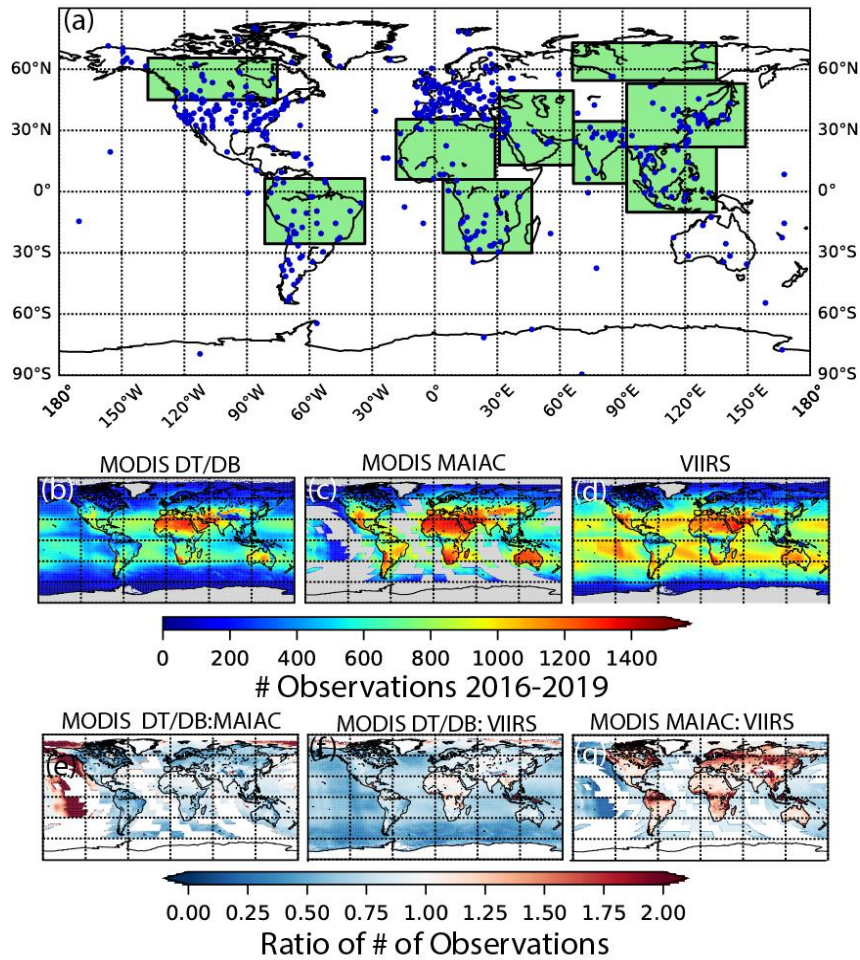 (a)
60°N 60°N
30°N 30°N
0° 0°
30°S 30°S
60°S 60°S
90°S 90°S
180° 150°W 120°W 90°W 60°W 30°W 0° 30°E 60°E 90°E 120°E 150°E 180°
MODIS DT/DB MODIS MAIAC VIIRS
(b) (c) (d)
0 200 400 600 800 1000 1200 1400
# Observations 2016-2019
MODIS DT/DB:MAIAC MODIS DT/DB: VIIRS MODIS MAIAC: VIIRS
(e) (f) (g)
0.00 0.25 0.50 0.75 1.00 1.25 1.50 1.75 2.00
Ratio of # of Observations